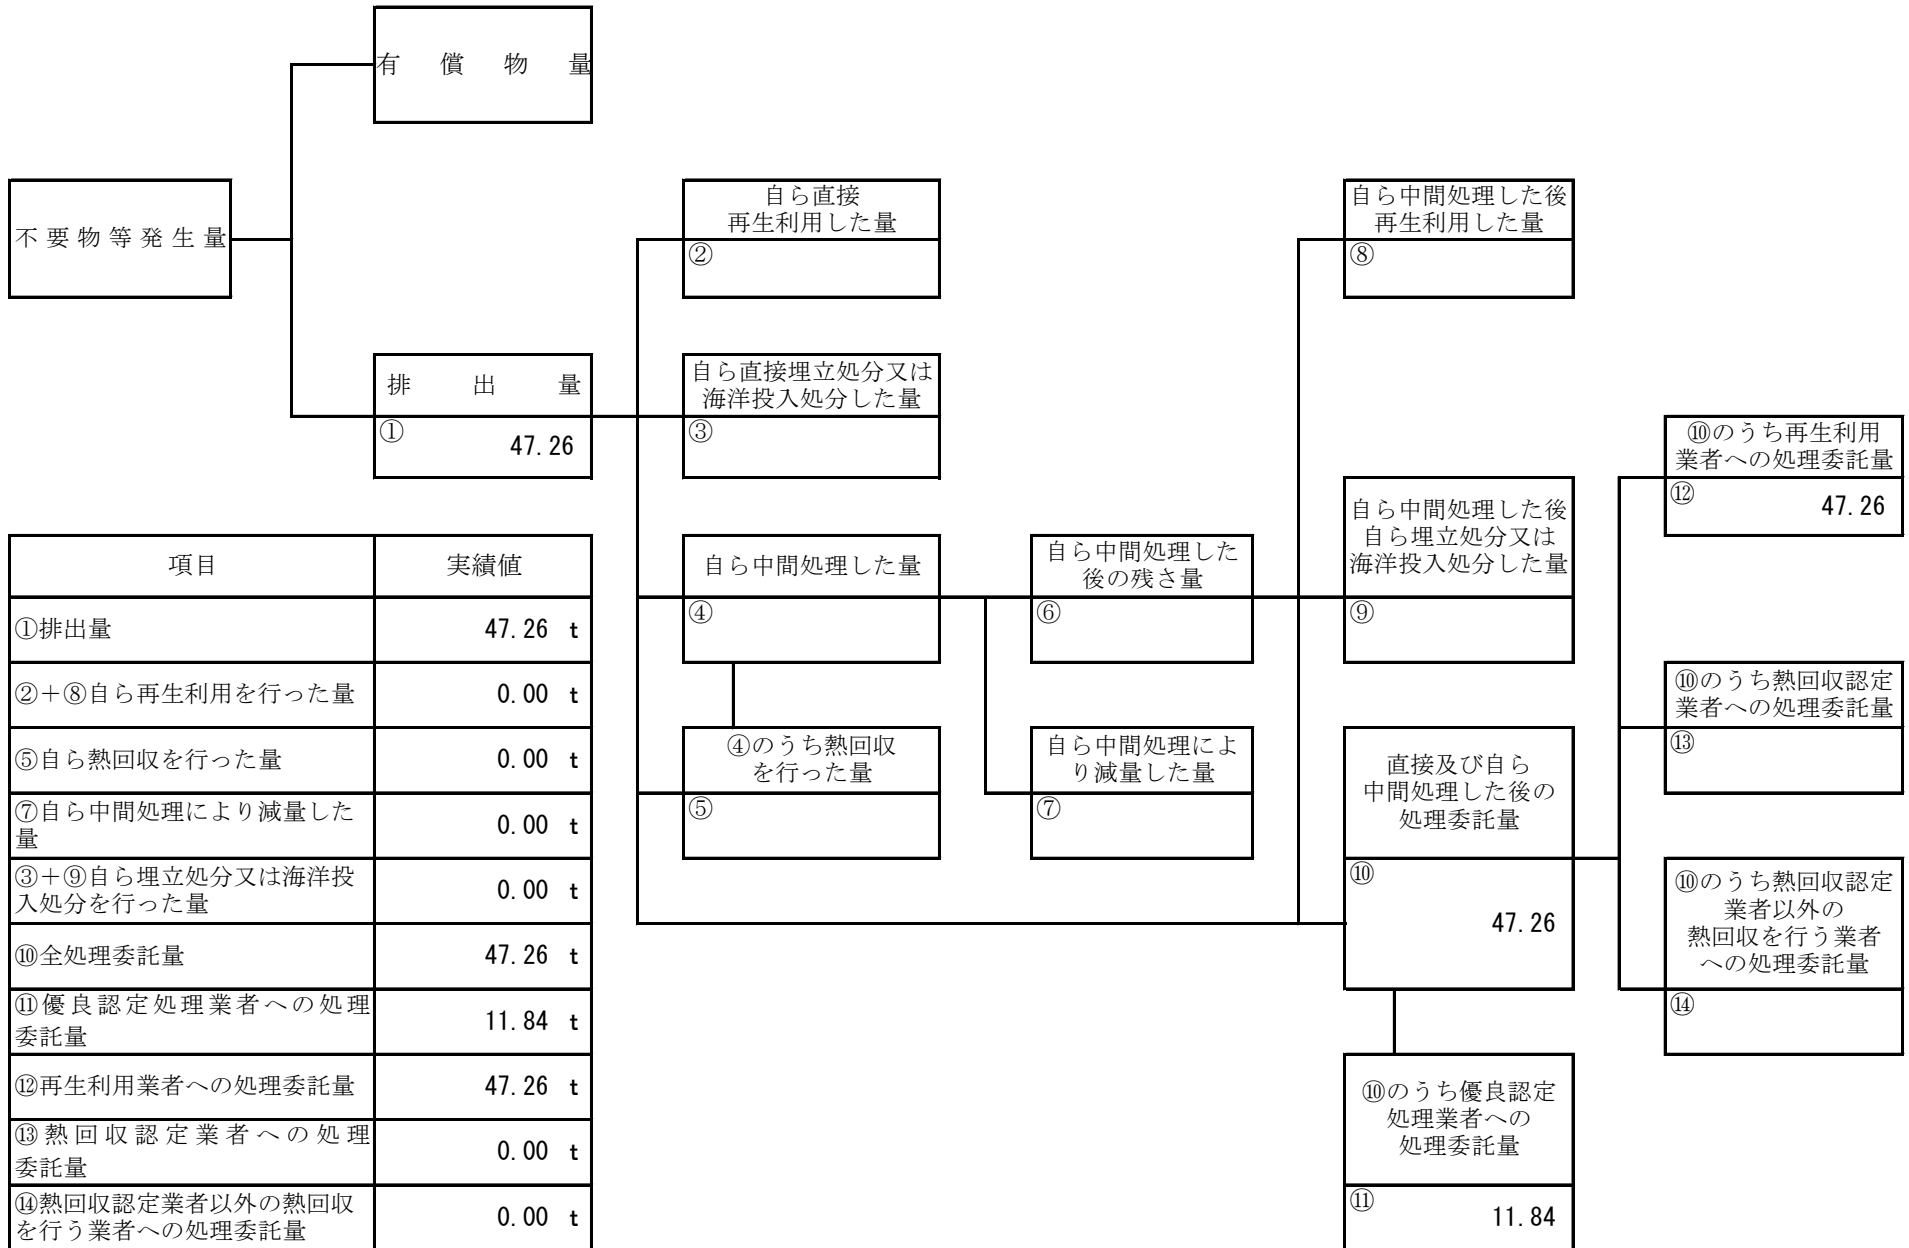 有償物量
不要物等発生量
自ら直接
再生利用した量
②
自ら中間処理した後
再生利用した量
⑧
排出量
①
47.26
自ら直接埋立処分又は
海洋投入処分した量
③
⑩のうち再生利用
業者への処理委託量
⑫
47.26
自ら中間処理した量
④
自ら中間処理した
後の残さ量
⑥
自ら中間処理した後
自ら埋立処分又は
海洋投入処分した量
⑨
⑩のうち熱回収認定
業者への処理委託量
⑬
④のうち熱回収
を行った量
⑤
自ら中間処理によ
り減量した量
⑦
直接及び自ら
中間処理した後の
処理委託量
⑩
47.26
⑩のうち熱回収認定
業者以外の
熱回収を行う業者
への処理委託量
⑭
⑩のうち優良認定
処理業者への
処理委託量
⑪
11.84
項目 実績値
①排出量 47.26 t
②＋⑧自ら再生利用を行った量 0.00 t
⑤自ら熱回収を行った量 0.00 t
⑦自ら中間処理により減量した
量 0.00 t
③＋⑨自ら埋立処分又は海洋投
入処分を行った量 0.00 t
⑩全処理委託量 47.26 t
⑪優良認定処理業者への処理
委託量 11.84 t
⑫再生利用業者への処理委託量 47.26 t
⑬熱回収認定業者への処理
委託量 0.00 t
⑭熱回収認定業者以外の熱回収
を行う業者への処理委託量 0.00 t